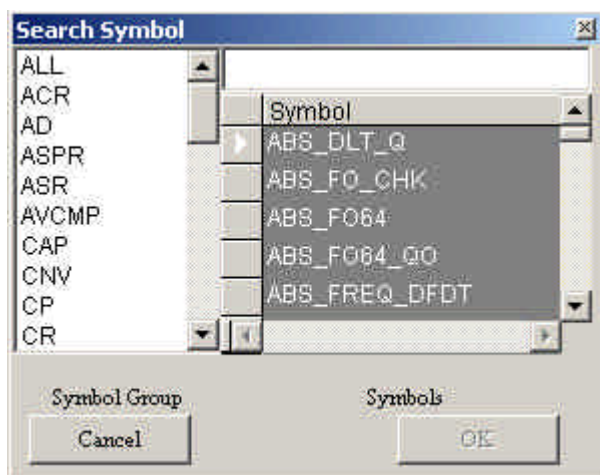 Search Symbol
ALL
ACR
AD
ASPR
ASR
AVCMP
CAP
CNV
CP
CR
Symbol
ABS_DLT_Q
ABS_FO_CHK
ABS_FO64
ABS_FO64_QO
ABS_FREQ_DFDT
Symbol Group
Symbols
Cancel
OK